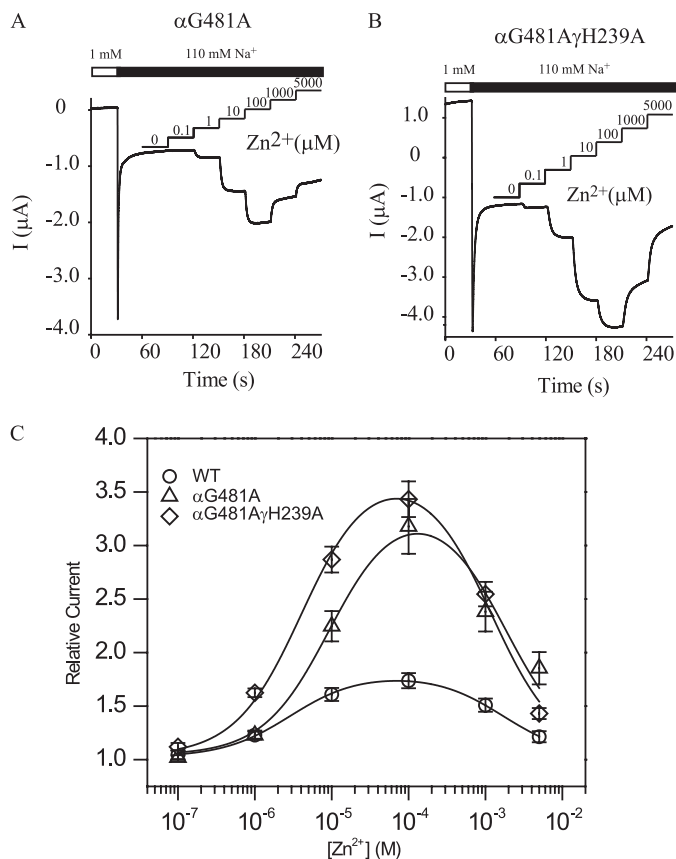 A
αG481A
1 mM
110 mM Na⁺
0
0.1
1
10
100
1000
5000
Zn²⁺(μM)
I (μA)
0
-1.0
-2.0
-4.0
0 60 120 180 240
Time (s)
B
αG481AγH239A
1 mM
110 mM Na⁺
0
0.1
1
10
100
1000
5000
Zn²⁺(μM)
I (μA)
1.0
0
-1.0
-2.0
-3.0
-4.0
0 60 120 180 240
Time (s)
C
WT
αG481A
αG481AγH239A
Relative Current
4.0
3.5
3.0
2.5
2.0
1.5
1.0
10⁻⁷ 10⁻⁶ 10⁻⁵ 10⁻⁴ 10⁻³ 10⁻²
[Zn²⁺] (M)